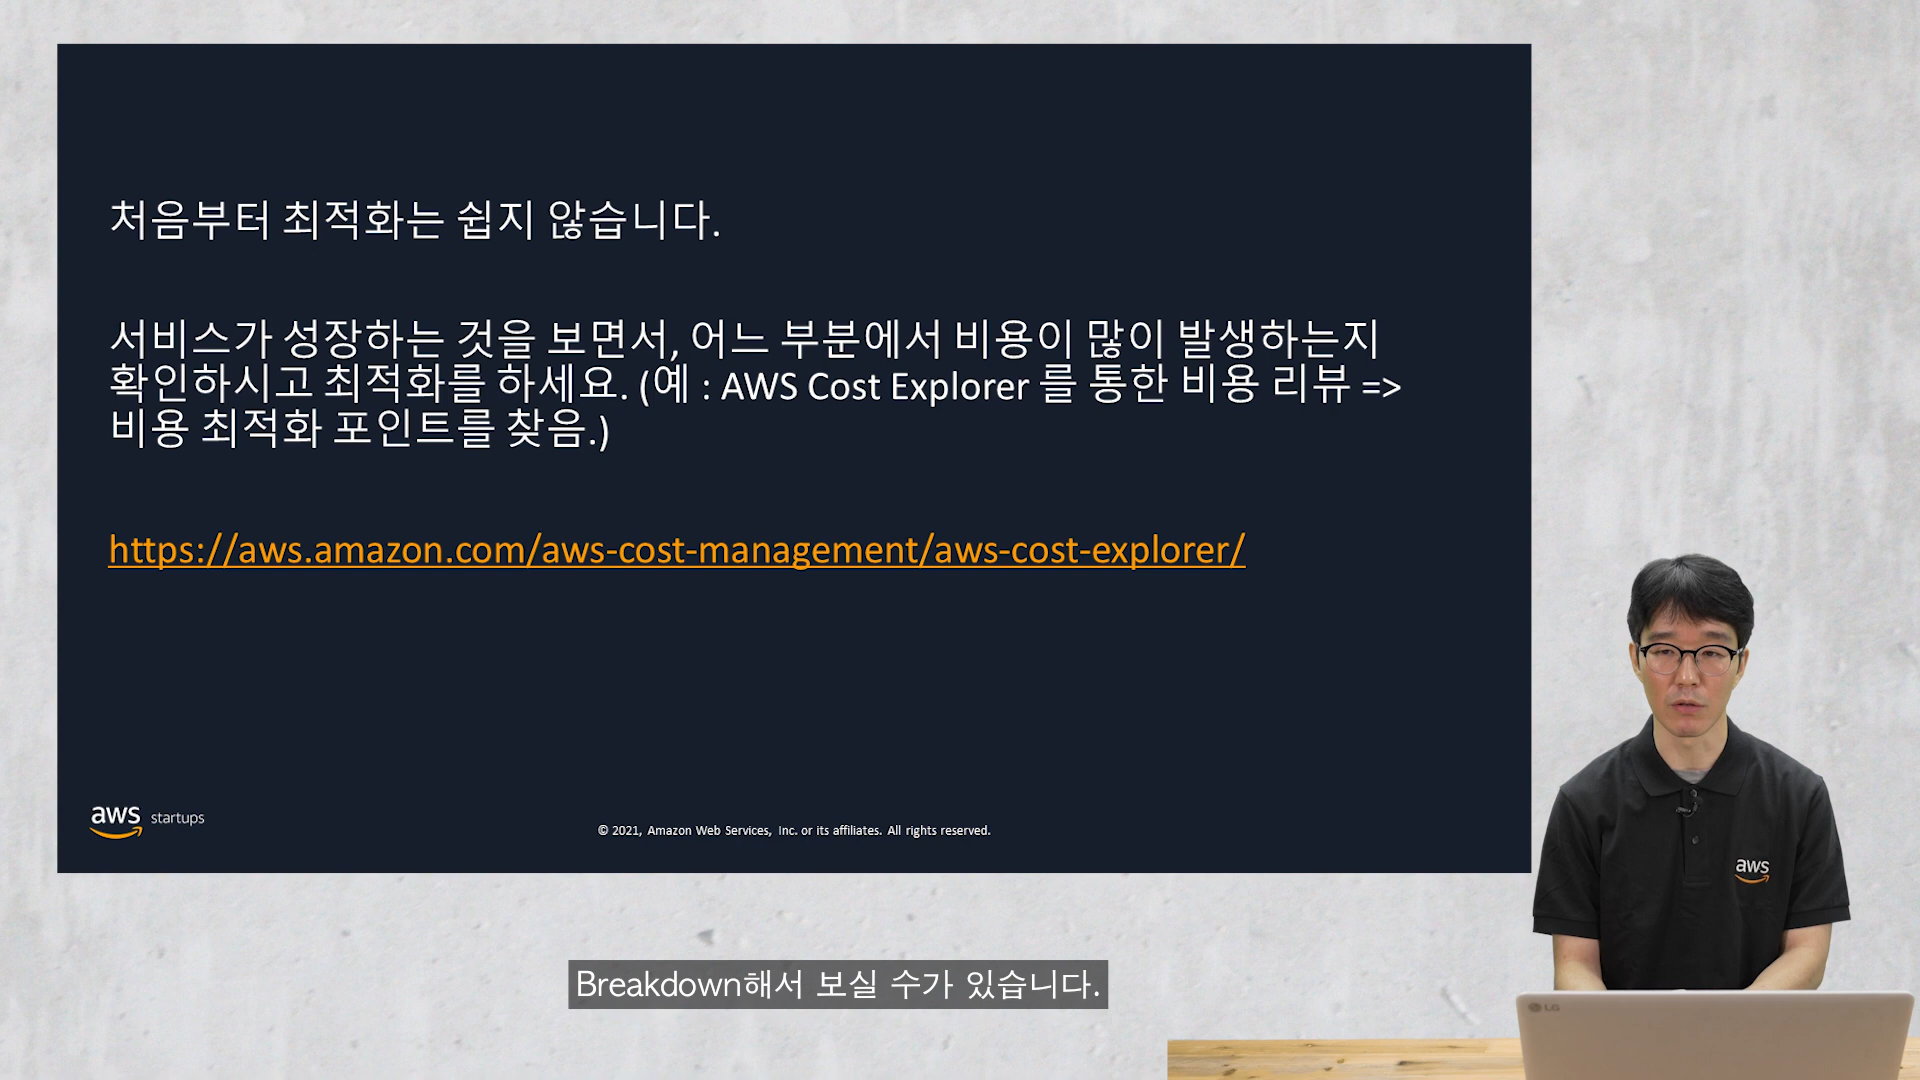 처음부터 최적화는 쉽지 않습니다.
서비스가 성장하는 것을 보면서, 어느 부분에서 비용이 많이 발생하는지
확인하시고 최적화를 하세요. (예 : AWS Cost Explorer 를 통한 비용 리뷰 =>
비용 최적화 포인트를 찾음.)
https://aws.amazon.com/aws-cost-management/aws-cost-explorer/
aws startups
© 2021, Amazon Web Services, Inc. or its affiliates. All rights reserved.
aws
LG
Breakdown해서 보실 수가 있습니다.